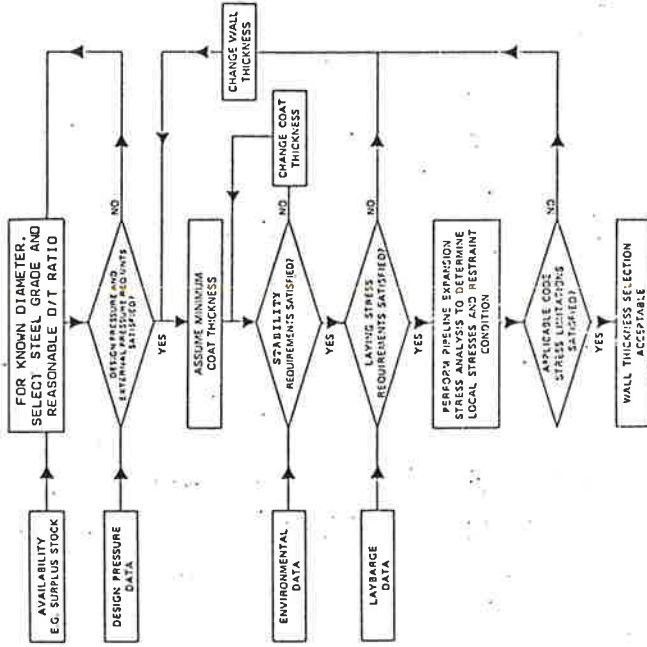 FOR KNOWN DIAMETER,
SELECT STEEL GRADE AND
REASONABLE D/T RATIO
AVAILABILITY
E.G. SURPLUS STOCK
DESIGN PRESSURE AND
EXTERNAL PRESSURE REQMNTS
SATISFIED?
NO
YES
DESIGN PRESSURE
DATA
CHANGE WALL
THICKNESS
ASSUME MINIMUM
COAT THICKNESS
CHANGE COAT
THICKNESS
STABILITY
REQUIREMENTS SATISFIED?
NO
YES
ENVIRONMENTAL
DATA
LAYING STRESS
REQUIREMENTS SATISFIED?
NO
YES
LAYBARGE
DATA
PERFORM PIPELINE EXPANSION
STRESS ANALYSIS TO DETERMINE
LOCAL STRESSES AND RESTRAINT
CONDITION
APPLICABLE CODE
STRESS LIMITATIONS
SATISFIED?
NO
YES
WALL THICKNESS SELECTION
ACCEPTABLE